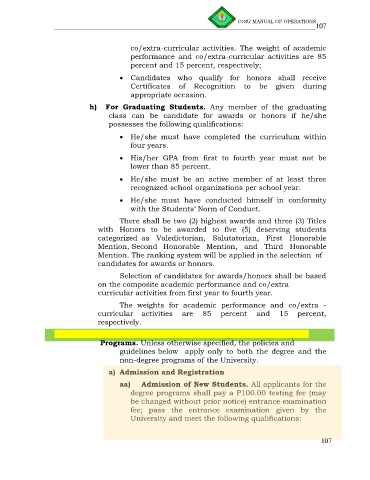 CvSU MANUAL OF OPERATIONS
107
co/extra-curricular activities. The weight of academic
performance and co/extra-curricular activities are 85
percent and 15 percent, respectively;
• Candidates who qualify for honors shall receive
Certificates of Recognition to be given during
appropriate occasion.
h) For Graduating Students. Any member of the graduating
class can be candidate for awards or honors if he/she
possesses the following qualifications:
• He/she must have completed the curriculum within
four years.
• His/her GPA from first to fourth year must not be
lower than 85 percent.
• He/she must be an active member of at least three
recognized school organizations per school year.
• He/she must have conducted himself in conformity
with the Students' Norm of Conduct.
There shall be two (2) highest awards and three (3) Titles
with Honors to be awarded to five (5) deserving students
categorized as Valedictorian, Salutatorian, First Honorable
Mention, Second Honorable Mention, and Third Honorable
Mention. The ranking system will be applied in the selection of
candidates for awards or honors.
Selection of candidates for awards/honors shall be based
on the composite academic performance and co/extra
curricular activities from first year to fourth year.
The weights for academic performance and co/extra -
curricular activities are 85 percent and 15 percent,
respectively.
Programs. Unless otherwise specified, the policies and
guidelines below apply only to both the degree and the
non-degree programs of the University.
a) Admission and Registration
aa) Admission of New Students. All applicants for the
degree programs shall pay a P100.00 testing fee (may
be changed without prior notice) entrance examination
fee; pass the entrance examination given by the
University and meet the following qualifications:
107